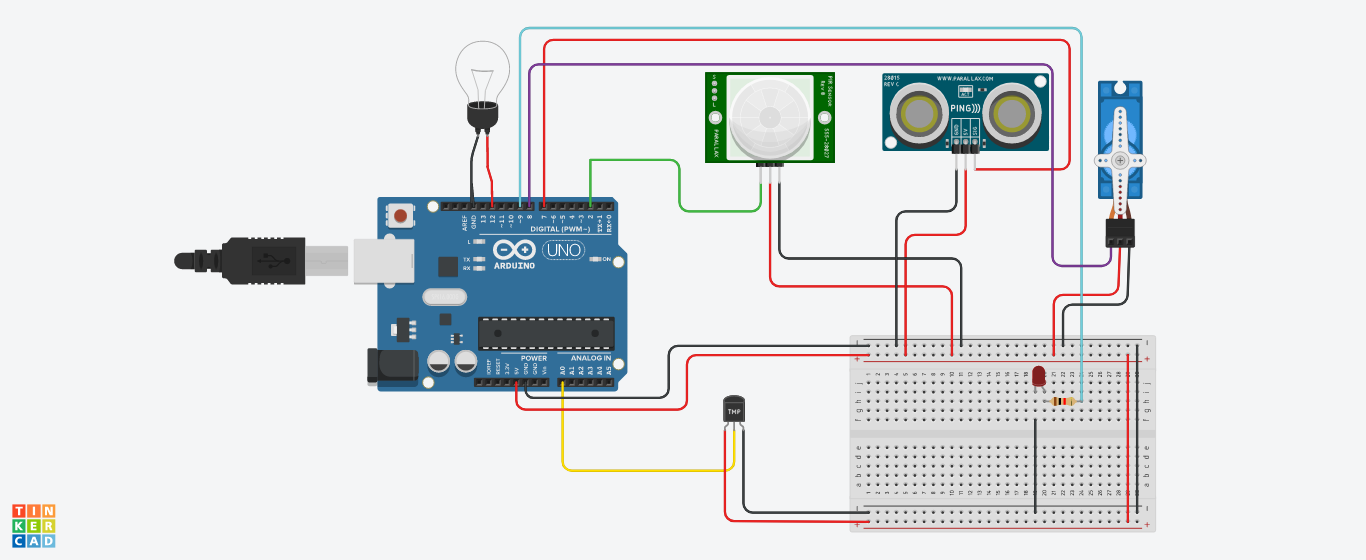 28015
REV C
WWW.PARALLAX.COM
PIR Sensor
Rev B
PARALLAX
555-28027
PING)))
GND
5V
SIG
AREF
GND
13
12
~11
~10
~9
8
7
~6
~5
4
~3
2
TX→1
RX←0
DIGITAL (PWM~)
L
TX
RX
ARDUINO
UNO
ON
POWER
ANALOG IN
IOREF
RESET
3.3V
5V
GND
GND
Vin
A0
A1
A2
A3
A4
A5
TMP
TIN
KER
CAD